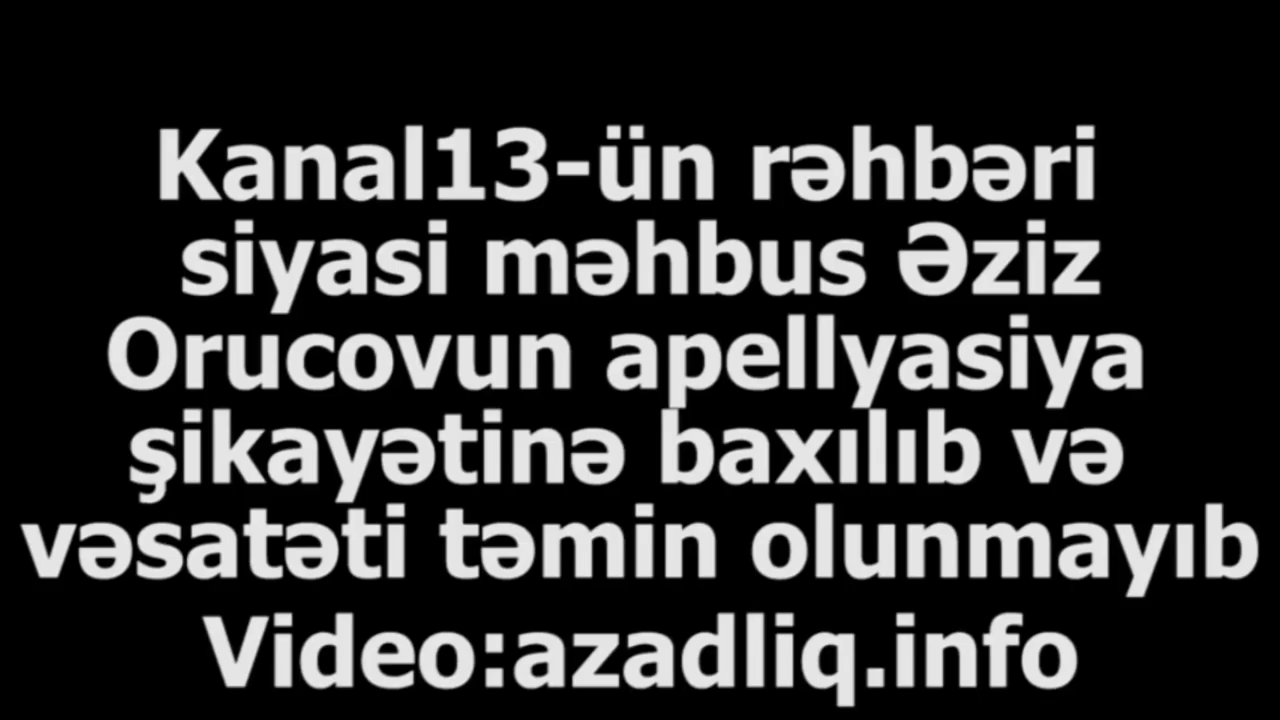 Kanal13-ün rəhbəri
siyasi məhbus Əziz
Orucovun apellyasiya
şikayətinə baxılıb və
vəsatəti təmin olunmayıb
Video:azadliq.info